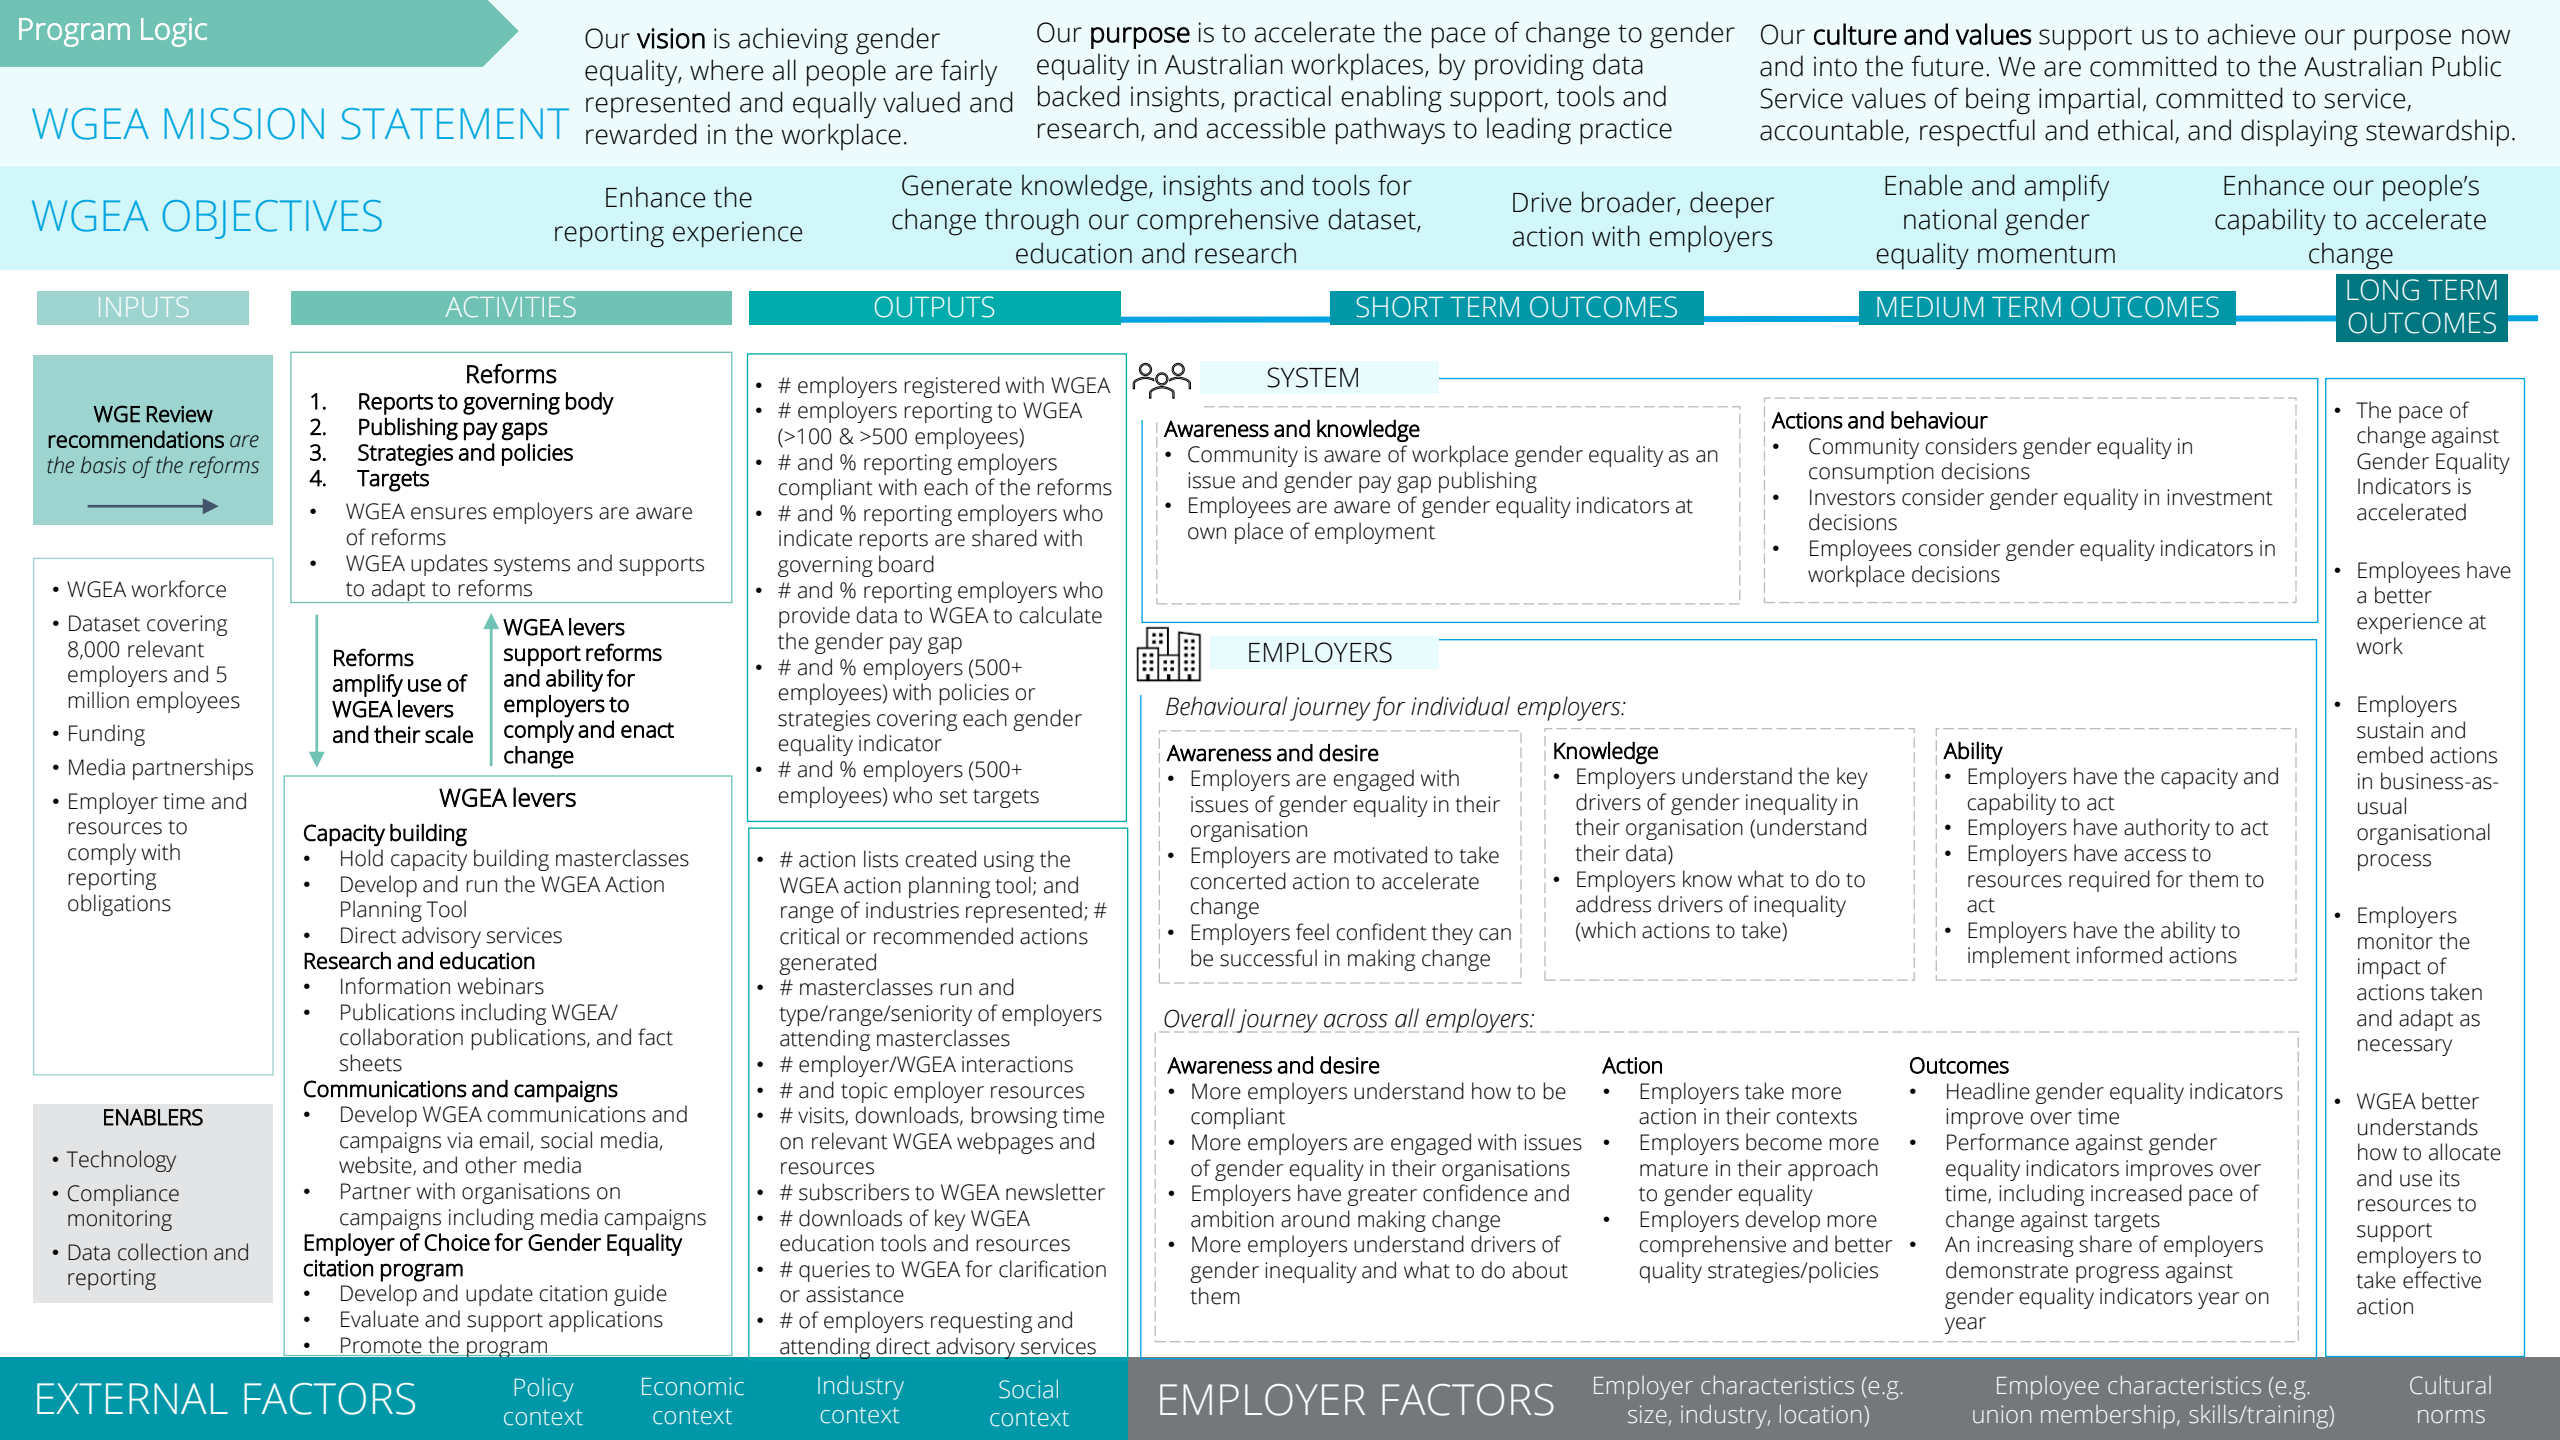 Program Logic
WGEA MISSION STATEMENT
Our vision is achieving gender
equality, where all people are fairly
represented and equally valued and
rewarded in the workplace.
Our purpose is to accelerate the pace of change to gender
equality in Australian workplaces, by providing data
backed insights, practical enabling support, tools and
research, and accessible pathways to leading practice
Our culture and values support us to achieve our purpose now
and into the future. We are committed to the Australian Public
Service values of being impartial, committed to service,
accountable, respectful and ethical, and displaying stewardship.
WGEA OBJECTIVES
Enhance the
reporting experience
Generate knowledge, insights and tools for
change through our comprehensive dataset,
education and research
Drive broader, deeper
action with employers
Enable and amplify
national gender
equality momentum
Enhance our people's
capability to accelerate
change
INPUTS
ACTIVITIES
OUTPUTS
SHORT TERM OUTCOMES
MEDIUM TERM OUTCOMES
LONG TERM
OUTCOMES
WGE Review
recommendations are
the basis of the reforms
• WGEA workforce
• Dataset covering
8,000 relevant
employers and 5
million employees
• Funding
• Media partnerships
• Employer time and
resources to
comply with
reporting
obligations
ENABLERS
• Technology
• Compliance
monitoring
• Data collection and
reporting
Reforms
1. Reports to governing body
2. Publishing pay gaps
3. Strategies and policies
4. Targets
• WGEA ensures employers are aware
of reforms
• WGEA updates systems and supports
to adapt to reforms
Reforms
amplify use of
WGEA levers
and their scale
WGEA levers
support reforms
and ability for
employers to
comply and enact
change
WGEA levers
Capacity building
• Hold capacity building masterclasses
• Develop and run the WGEA Action
Planning Tool
• Direct advisory services
Research and education
• Information webinars
• Publications including WGEA/
collaboration publications, and fact
sheets
Communications and campaigns
• Develop WGEA communications and
campaigns via email, social media,
website, and other media
• Partner with organisations on
campaigns including media campaigns
Employer of Choice for Gender Equality
citation program
• Develop and update citation guide
• Evaluate and support applications
• Promote the program
• # employers registered with WGEA
• # employers reporting to WGEA
(>100 & >500 employees)
• # and % reporting employers
compliant with each of the reforms
• # and % reporting employers who
indicate reports are shared with
governing board
• # and % reporting employers who
provide data to WGEA to calculate
the gender pay gap
• # and % employers (500+
employees) with policies or
strategies covering each gender
equality indicator
• # and % employers (500+
employees) who set targets
• # action lists created using the
WGEA action planning tool; and
range of industries represented; #
critical or recommended actions
generated
• # masterclasses run and
type/range/seniority of employers
attending masterclasses
• # employer/WGEA interactions
• # and topic employer resources
• # visits, downloads, browsing time
on relevant WGEA webpages and
resources
• # subscribers to WGEA newsletter
• # downloads of key WGEA
education tools and resources
• # queries to WGEA for clarification
or assistance
• # of employers requesting and
attending direct advisory services
SYSTEM
Awareness and knowledge
• Community is aware of workplace gender equality as an
issue and gender pay gap publishing
• Employees are aware of gender equality indicators at
own place of employment
Actions and behaviour
• Community considers gender equality in
consumption decisions
• Investors consider gender equality in investment
decisions
• Employees consider gender equality indicators in
workplace decisions
EMPLOYERS
Behavioural journey for individual employers:
Awareness and desire
• Employers are engaged with
issues of gender equality in their
organisation
• Employers are motivated to take
concerted action to accelerate
change
• Employers feel confident they can
be successful in making change
Knowledge
• Employers understand the key
drivers of gender inequality in
their organisation (understand
their data)
• Employers know what to do to
address drivers of inequality
(which actions to take)
Ability
• Employers have the capacity and
capability to act
• Employers have authority to act
• Employers have access to
resources required for them to
act
• Employers have the ability to
implement informed actions
Overall journey across all employers:
Awareness and desire
• More employers understand how to be
compliant
• More employers are engaged with issues
of gender equality in their organisations
• Employers have greater confidence and
ambition around making change
• More employers understand drivers of
gender inequality and what to do about
them
Action
• Employers take more
action in their contexts
• Employers become more
mature in their approach
to gender equality
• Employers develop more
comprehensive and better
quality strategies/policies
Outcomes
• Headline gender equality indicators
improve over time
• Performance against gender
equality indicators improves over
time, including increased pace of
change against targets
• An increasing share of employers
demonstrate progress against
gender equality indicators year on
year
• The pace of
change against
Gender Equality
Indicators is
accelerated
• Employees have
a better
experience at
work
• Employers
sustain and
embed actions
in business-as-
usual
organisational
process
• Employers
monitor the
impact of
actions taken
and adapt as
necessary
• WGEA better
understands
how to allocate
and use its
resources to
support
employers to
take effective
action
EXTERNAL FACTORS
Policy
context
Economic
context
Industry
context
Social
context
EMPLOYER FACTORS
Employer characteristics (e.g.
size, industry, location)
Employee characteristics (e.g.
union membership, skills/training)
Cultural
norms